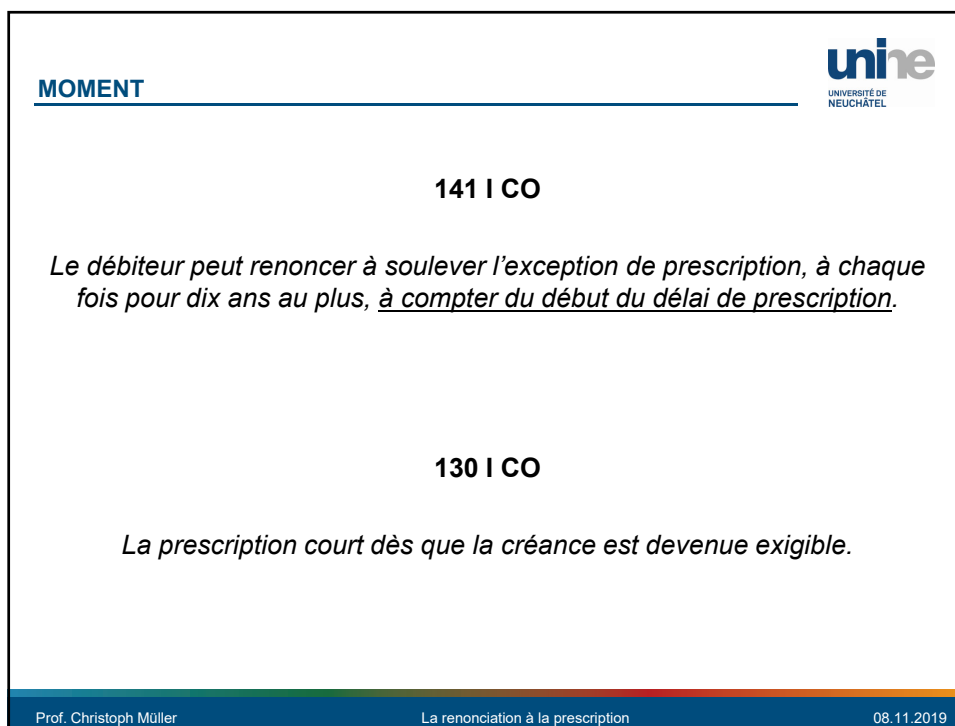 MOMENT
unine
UNIVERSITÉ DE
NEUCHÂTEL
141 I CO
Le débiteur peut renoncer à soulever l'exception de prescription, à chaque
fois pour dix ans au plus, à compter du début du délai de prescription.
130 I CO
La prescription court dès que la créance est devenue exigible.
Prof. Christoph Müller La renonciation à la prescription 08.11.2019